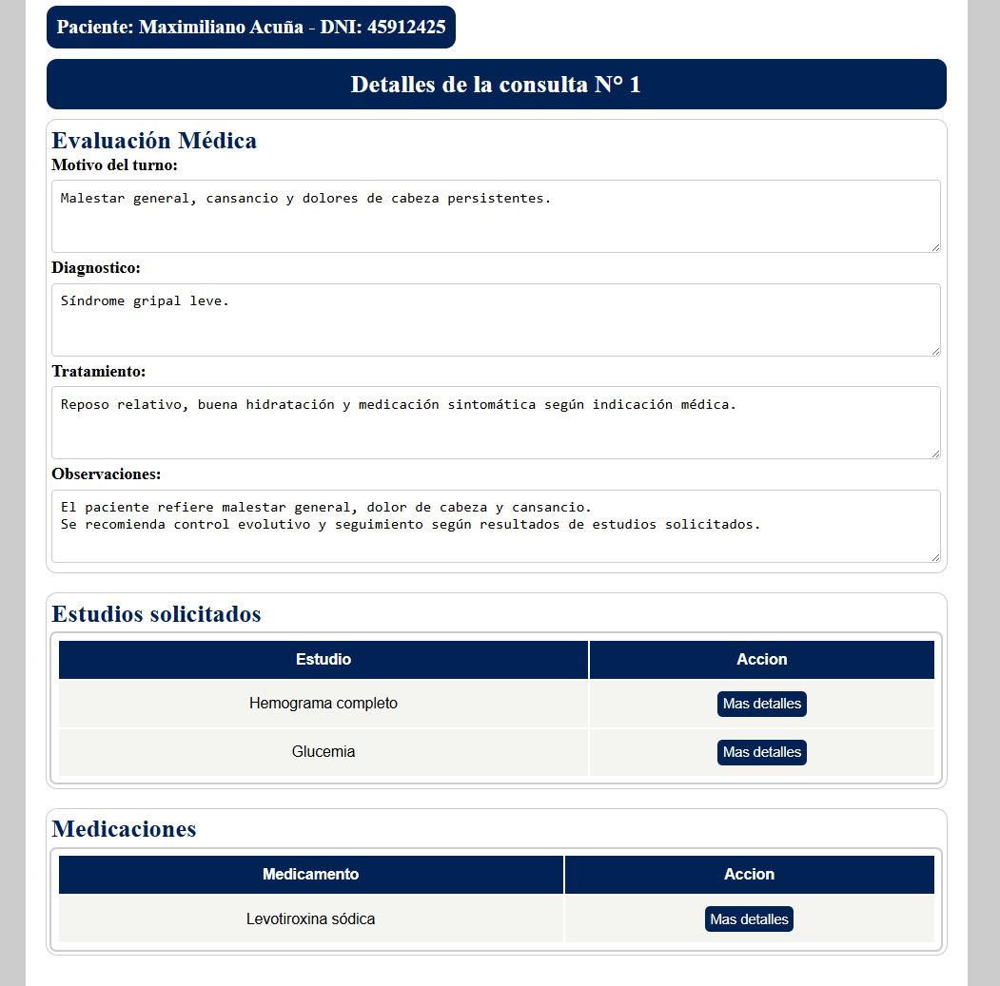 Paciente: Maximiliano Acuña - DNI: 45912425
Detalles de la consulta N° 1
Evaluación Médica
Motivo del turno:
Malestar general, cansancio y dolores de cabeza persistentes.
Diagnostico:
Síndrome gripal leve.
Tratamiento:
Reposo relativo, buena hidratación y medicación sintomática según indicación médica.
Observaciones:
El paciente refiere malestar general, dolor de cabeza y cansancio.
Se recomienda control evolutivo y seguimiento según resultados de estudios solicitados.
Estudios solicitados
Estudio Accion
Hemograma completo Mas detalles
Glucemia Mas detalles
Medicaciones
Medicamento Accion
Levotiroxina sódica Mas detalles